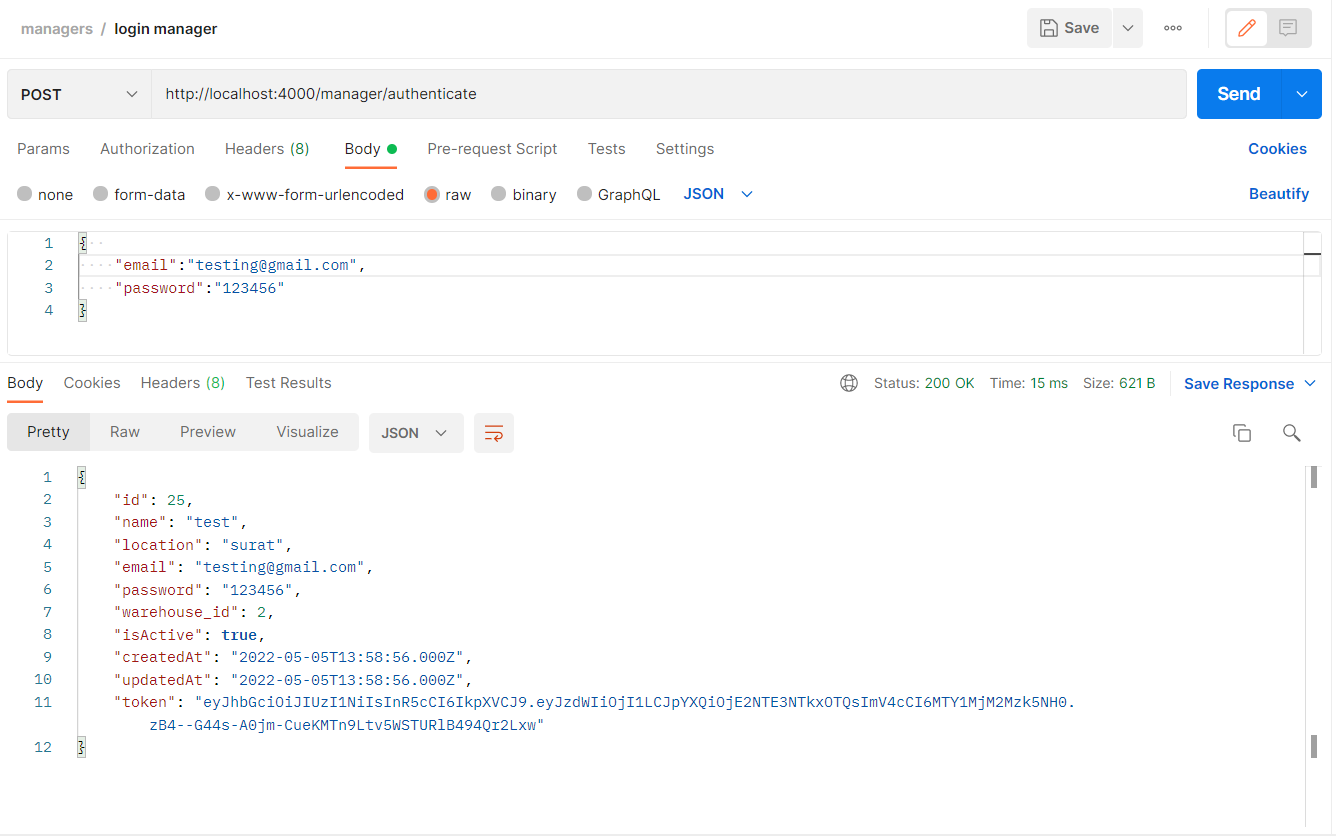 managers / login manager
Save
POST
http://localhost:4000/manager/authenticate
Send
Params Authorization Headers (8) Body Pre-request Script Tests Settings Cookies
none form-data x-www-form-urlencoded raw binary GraphQL JSON Beautify
1 {
2 "email":"testing@gmail.com",
3 "password":"123456"
4 }
Body Cookies Headers (8) Test Results Status: 200 OK Time: 15 ms Size: 621 B Save Response
Pretty Raw Preview Visualize JSON
1 {
2 "id": 25,
3 "name": "test",
4 "location": "surat",
5 "email": "testing@gmail.com",
6 "password": "123456",
7 "warehouse_id": 2,
8 "isActive": true,
9 "createdAt": "2022-05-05T13:58:56.000Z",
10 "updatedAt": "2022-05-05T13:58:56.000Z",
11 "token": "eyJhbGciOiJIUzI1NiIsInR5cCI6IkpXVCJ9.eyJzdWIiOjI1LCJpYXQiOjE2NTE3NTkxOTQsImV4cCI6MTY1MjM2Mzk5NH0.
zB4--G44s-A0jm-CueKMTn9Ltv5WSTURlB494Qr2Lxw"
12 }